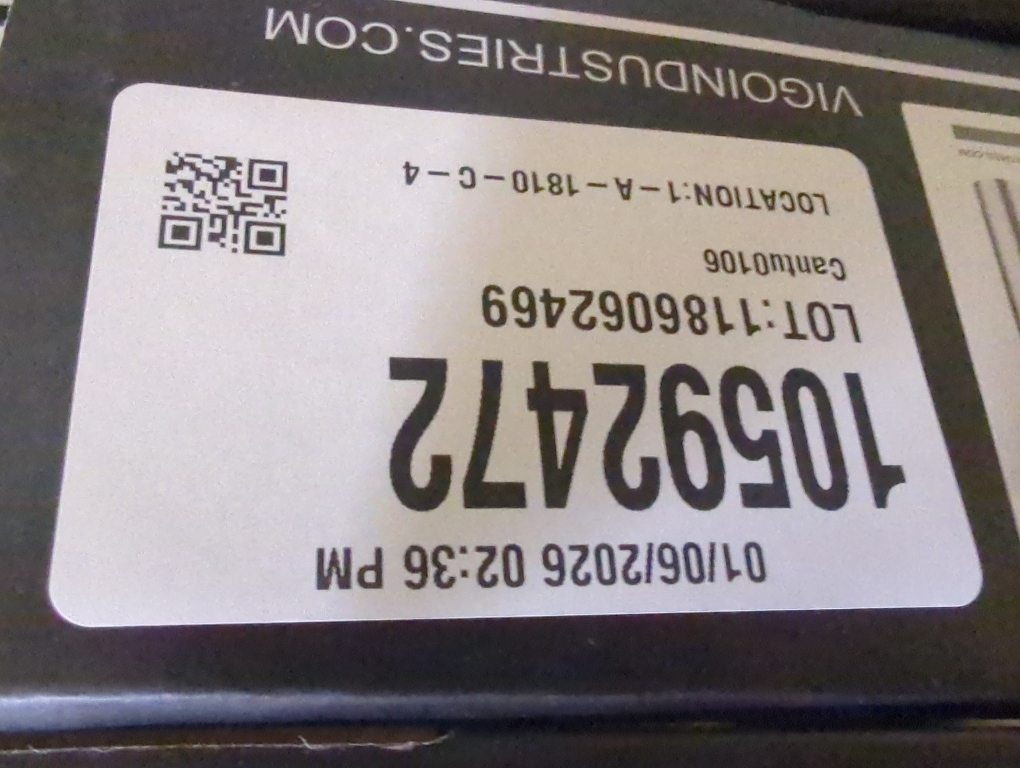 01/06/2026 02:36 PM
10592472
LOT:1186062469
Cantu0106
LOCATION:1-A-1810-C-4
VIGOINDUSTRIES.COM